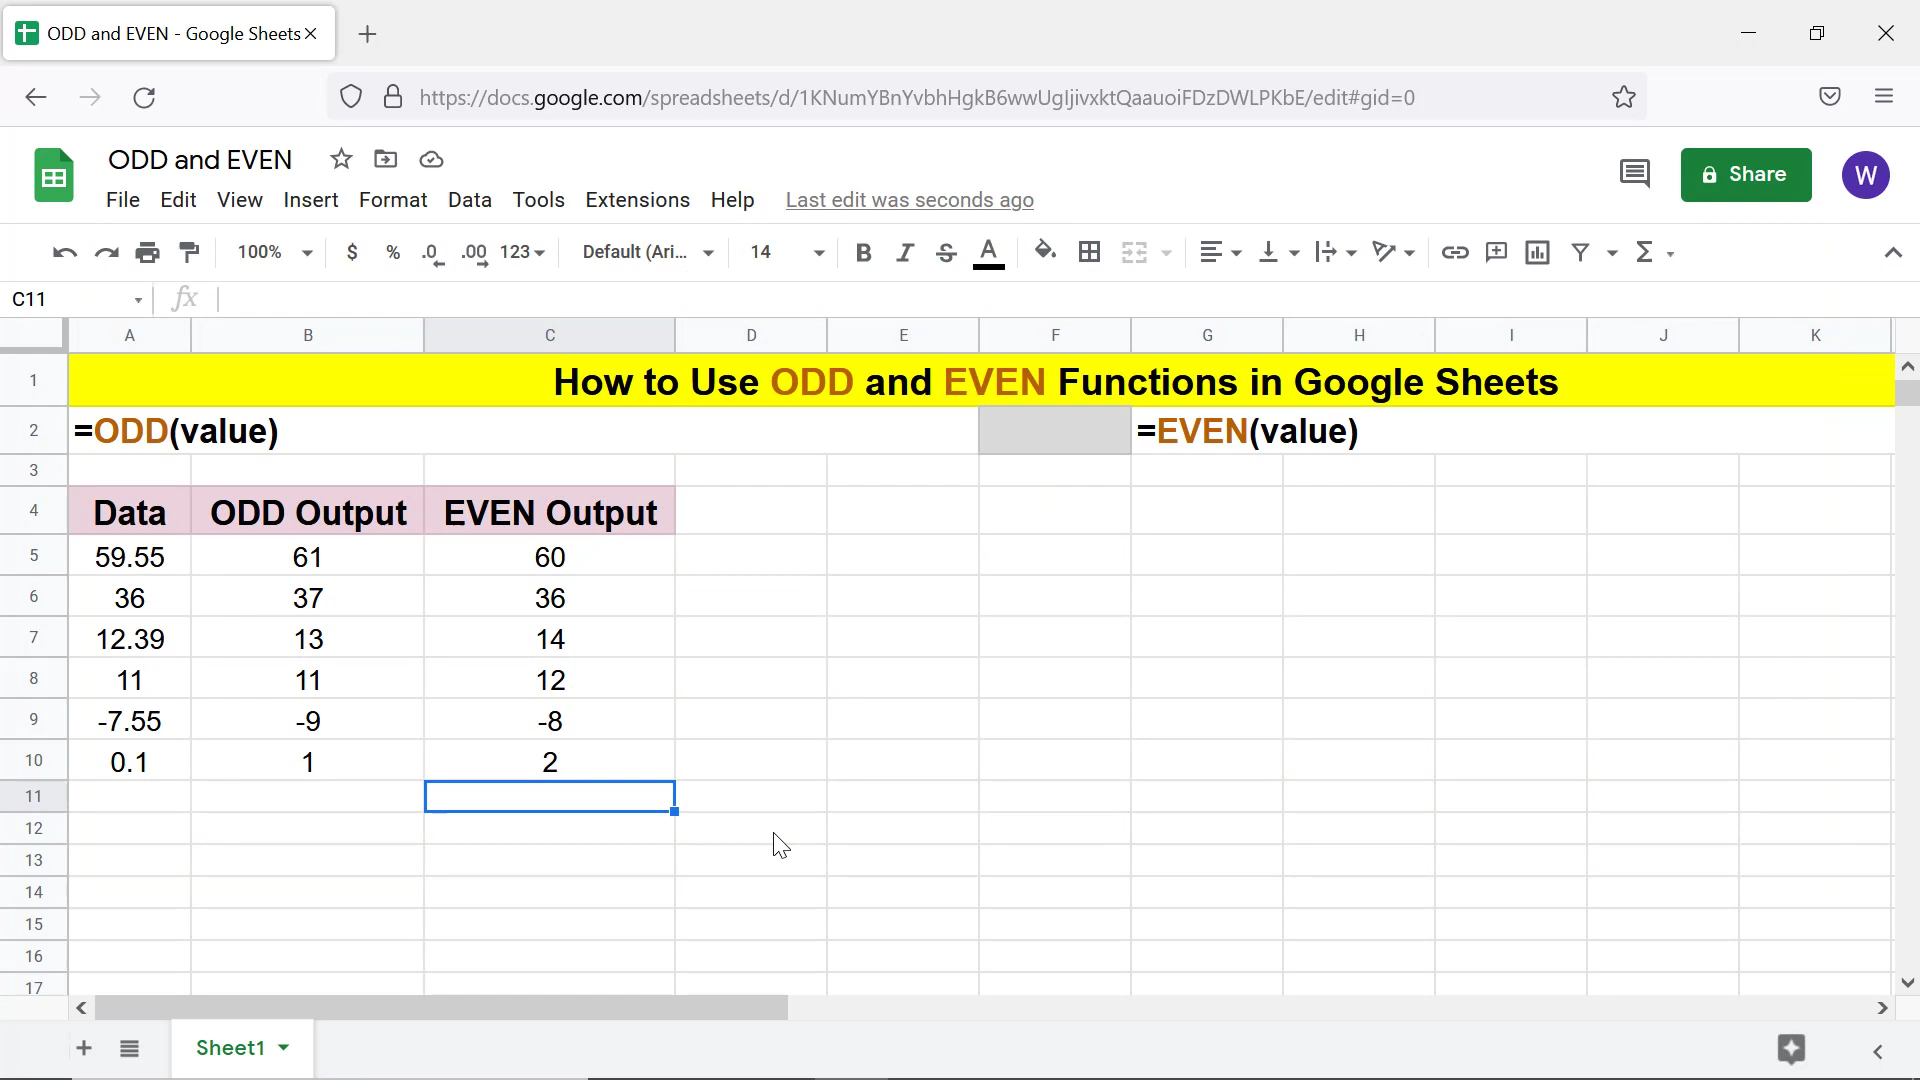 ODD and EVEN - Google Sheets
https://docs.google.com/spreadsheets/d/1KNumYBnYvbhHgkB6wwUgIjivxktQaauoiFDzDWLPKbE/edit#gid=0
ODD and EVEN
File Edit View Insert Format Data Tools Extensions Help Last edit was seconds ago
Share
W
100% $ % .0 .00 123 Default (Ari... 14 B I S A
C11 fx
A B C D E F G H I J K
1 How to Use ODD and EVEN Functions in Google Sheets
2 =ODD(value) =EVEN(value)
3
4 Data ODD Output EVEN Output
5 59.55 61 60
6 36 37 36
7 12.39 13 14
8 11 11 12
9 -7.55 -9 -8
10 0.1 1 2
11
12
13
14
15
16
17
Sheet1